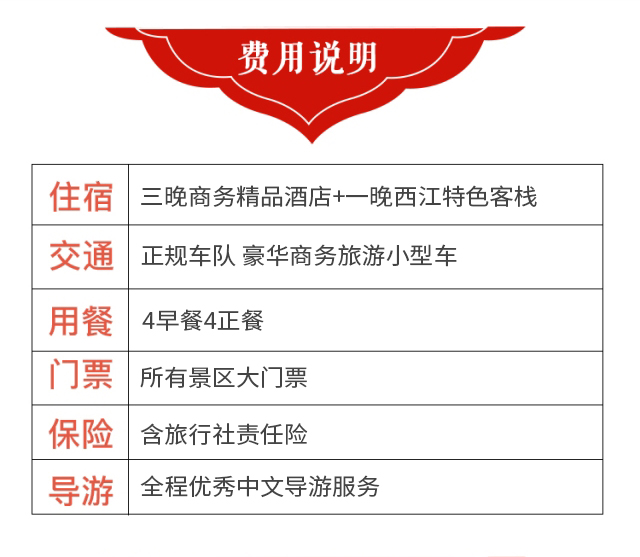 费用说明
住宿 三晚商务精品酒店+一晚西江特色客栈
交通 正规车队 豪华商务旅游小型车
用餐 4早餐4正餐
门票 所有景区大门票
保险 含旅行社责任险
导游 全程优秀中文导游服务